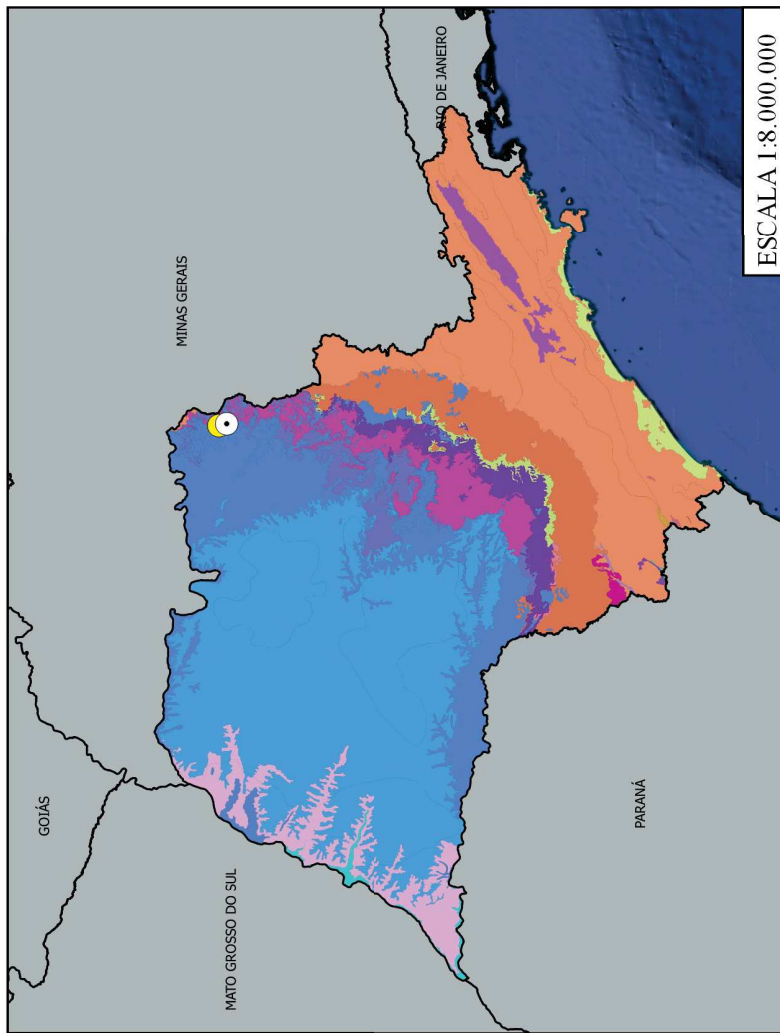 GOIÁS
MINAS GERAIS
MATO GROSSO DO SUL
RIO DE JANEIRO
PARANÁ
ESCALA 1:8.000.000